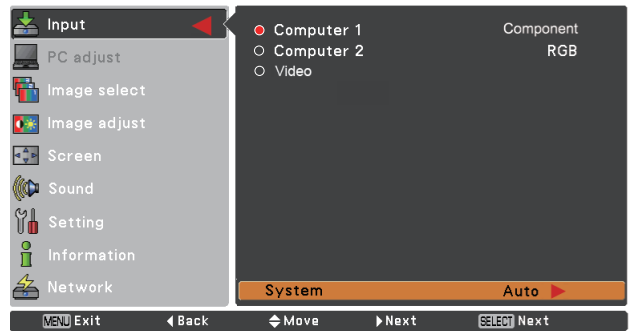 Input
PC adjust
Image select
Image adjust
Screen
Sound
Setting
Information
Network
Computer 1 Component
Computer 2 RGB
Video
System Auto
MENU Exit Back Move Next SELECT Next